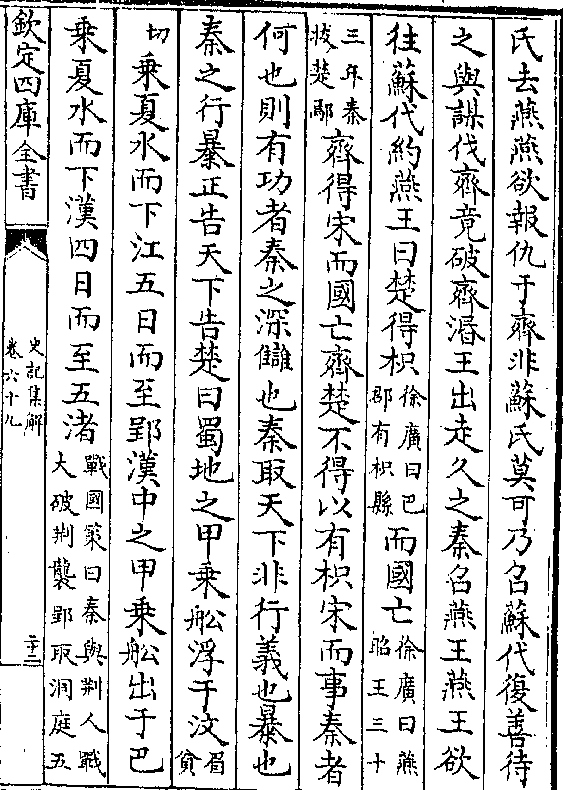 氏去燕燕欲報仇于齊非蘇氏莫可乃召蘇代復善待
之與謀伐齊竟破齊湣王出走久之秦召燕王燕王欲
往蘇代約燕王曰楚得枳徐廣曰巴郡有枳縣而國亡徐廣曰燕昭王三十
三年秦拔楚鄢齊得宋而國亡齊楚不得以有枳宋而事秦者
何也則有功者秦之深讎也秦取天下非行義也暴也
秦之行暴正告天下告楚曰蜀地之甲乗船浮于汶眉貧
切乗夏水而下江五日而至郢漢中之甲乗船出于巴
乗夏水而下漢四日而至五渚戰國策曰秦與荆人戰大破荆襲郢取洞庭五
欽定四庫全書
史記集解
卷六十九
二十二